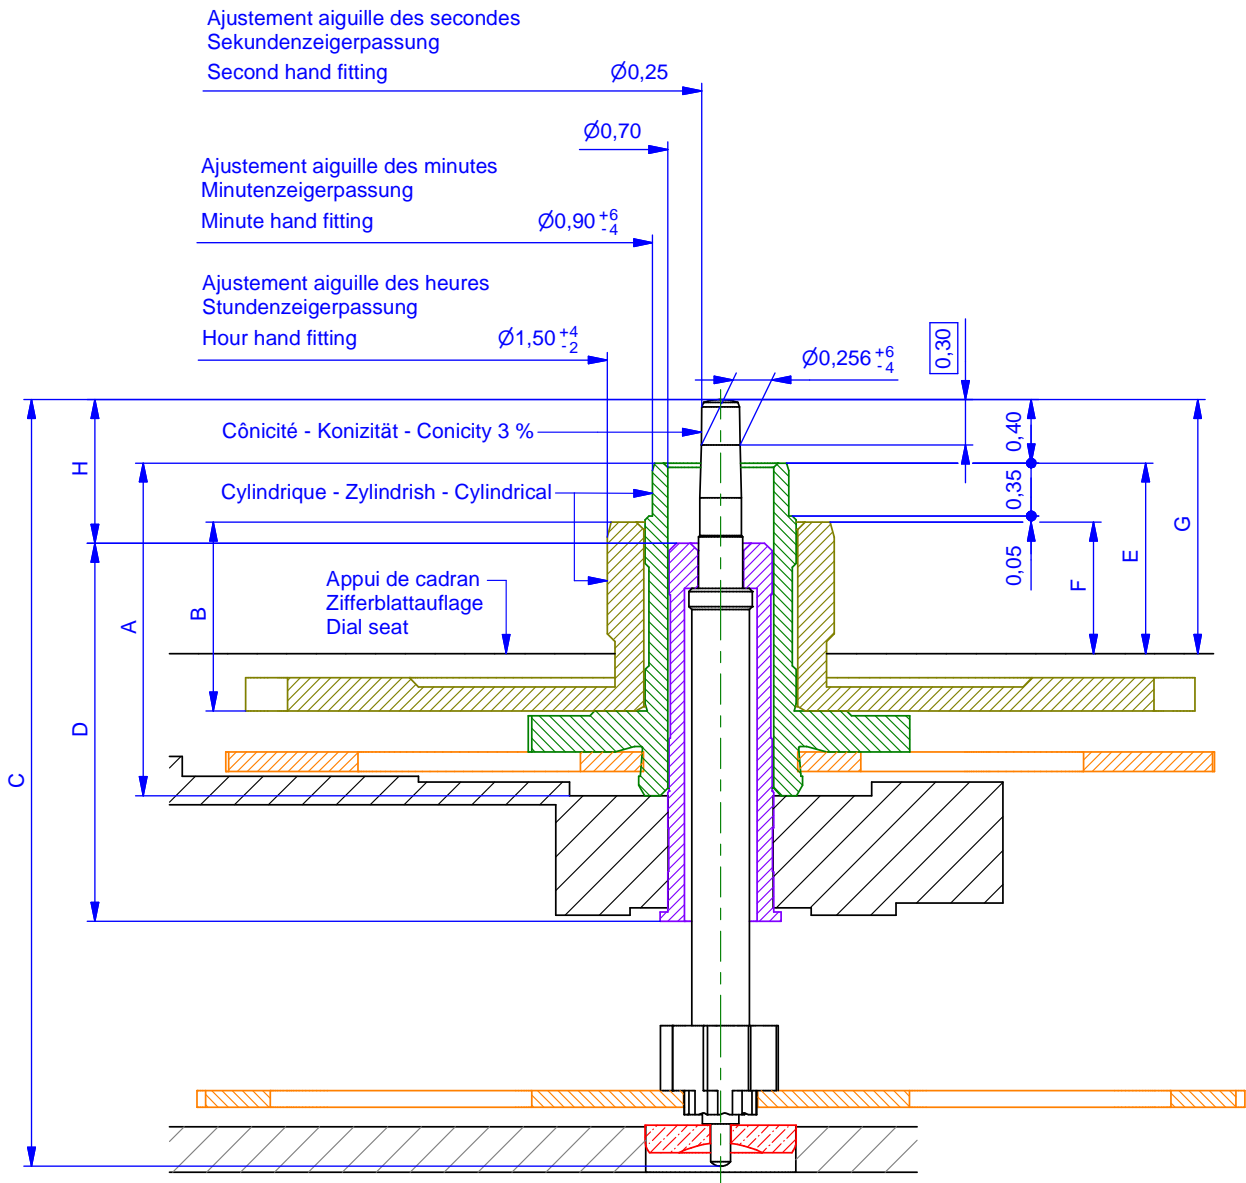 Ajustement aiguille des secondes
Sekundenzeigerpassung
Second hand fitting Ø0,25
Ø0,70
Ajustement aiguille des minutes
Minutenzeigerpassung
Minute hand fitting Ø0,90 +6 -4
Ajustement aiguille des heures
Stundenzeigerpassung
Hour hand fitting Ø1,50 +4 -2
Ø0,256 +6 -4
0,30
Cônicité - Konizität - Conicity 3 %
Cylindrique - Zylindrish - Cylindrical
Appui de cadran
Zifferblattauflage
Dial seat
0,40
0,35
0,05
H
A
B
D
C
F
E
G